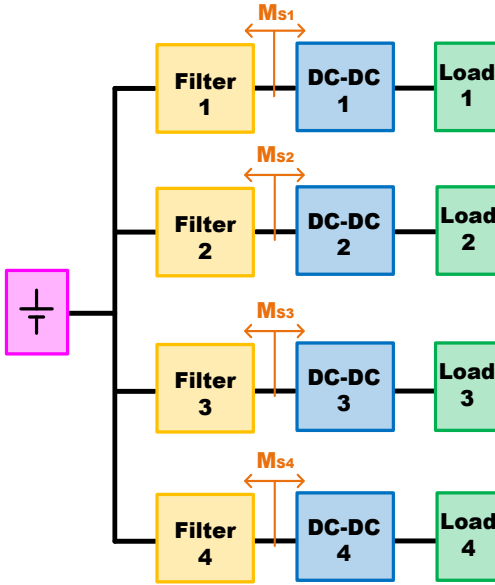 MS1
Filter
1
DC-DC
1
Load
1
MS2
Filter
2
DC-DC
2
Load
2
MS3
Filter
3
DC-DC
3
Load
3
MS4
Filter
4
DC-DC
4
Load
4